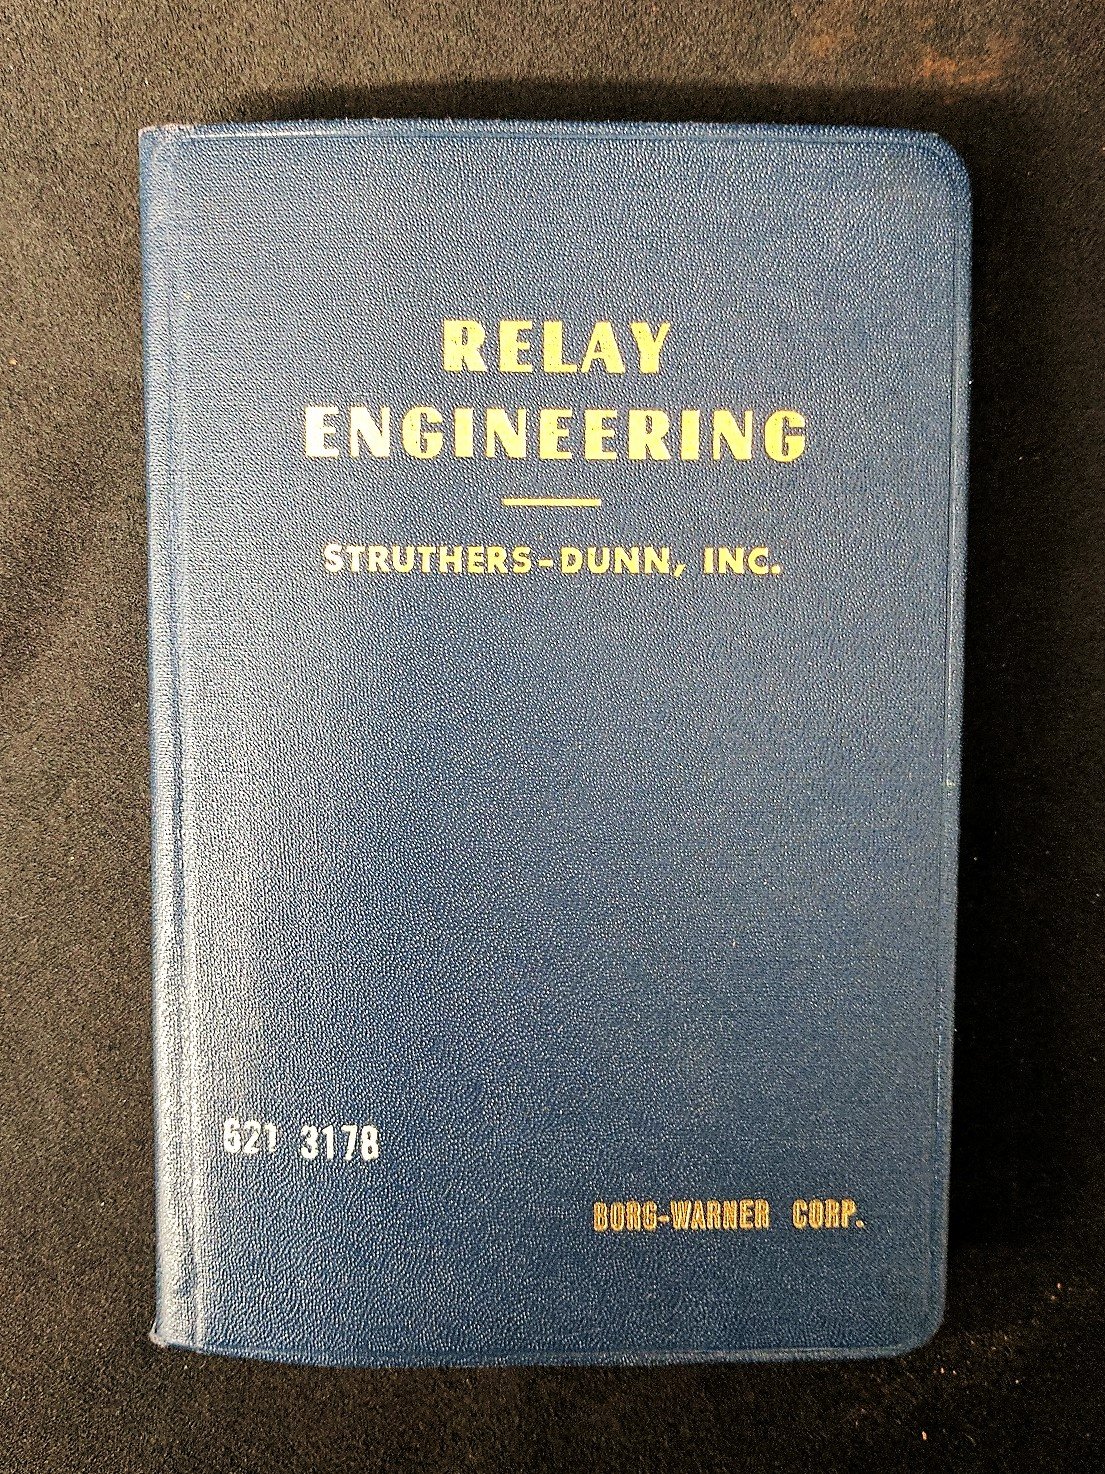 RELAY
ENGINEERING
STRUTHERS-DUNN, INC.
621 3178
BORG-WARNER CORP.